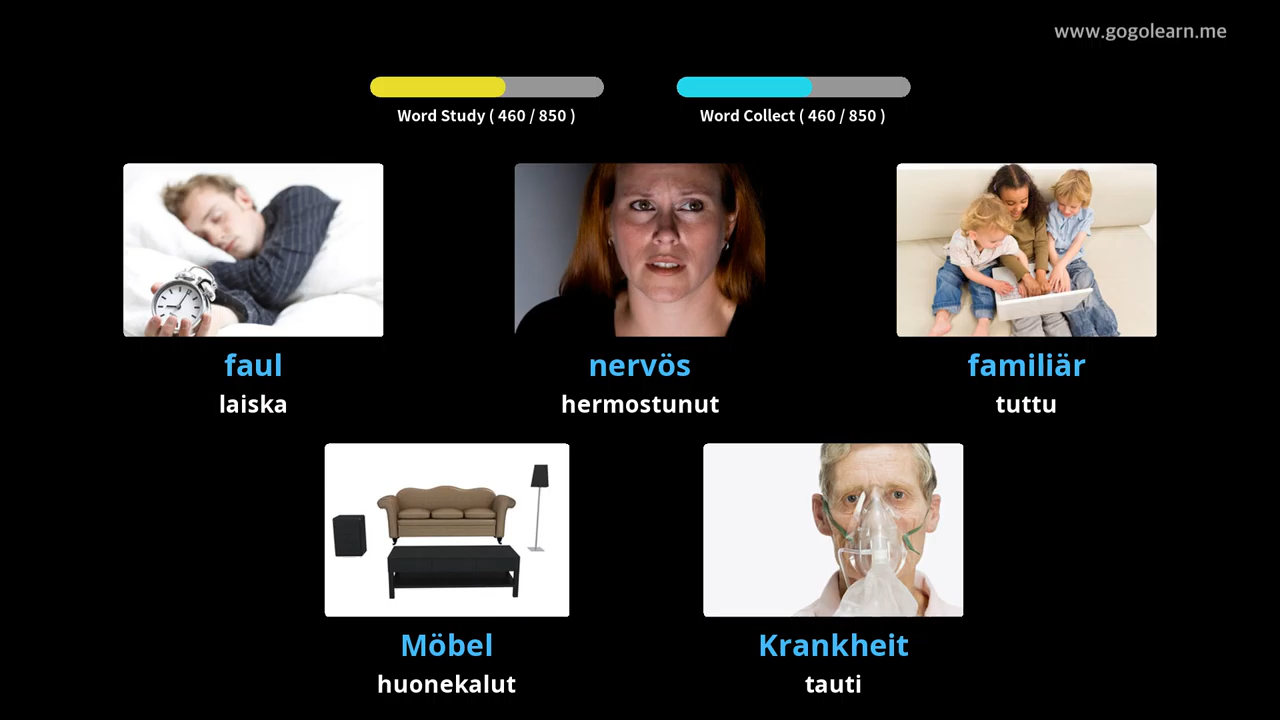 www.gogolearn.me
Word Study ( 460 / 850 )
Word Collect ( 460 / 850 )
faul
laiska
nervös
hermostunut
familiär
tuttu
Möbel
huonekalut
Krankheit
tauti